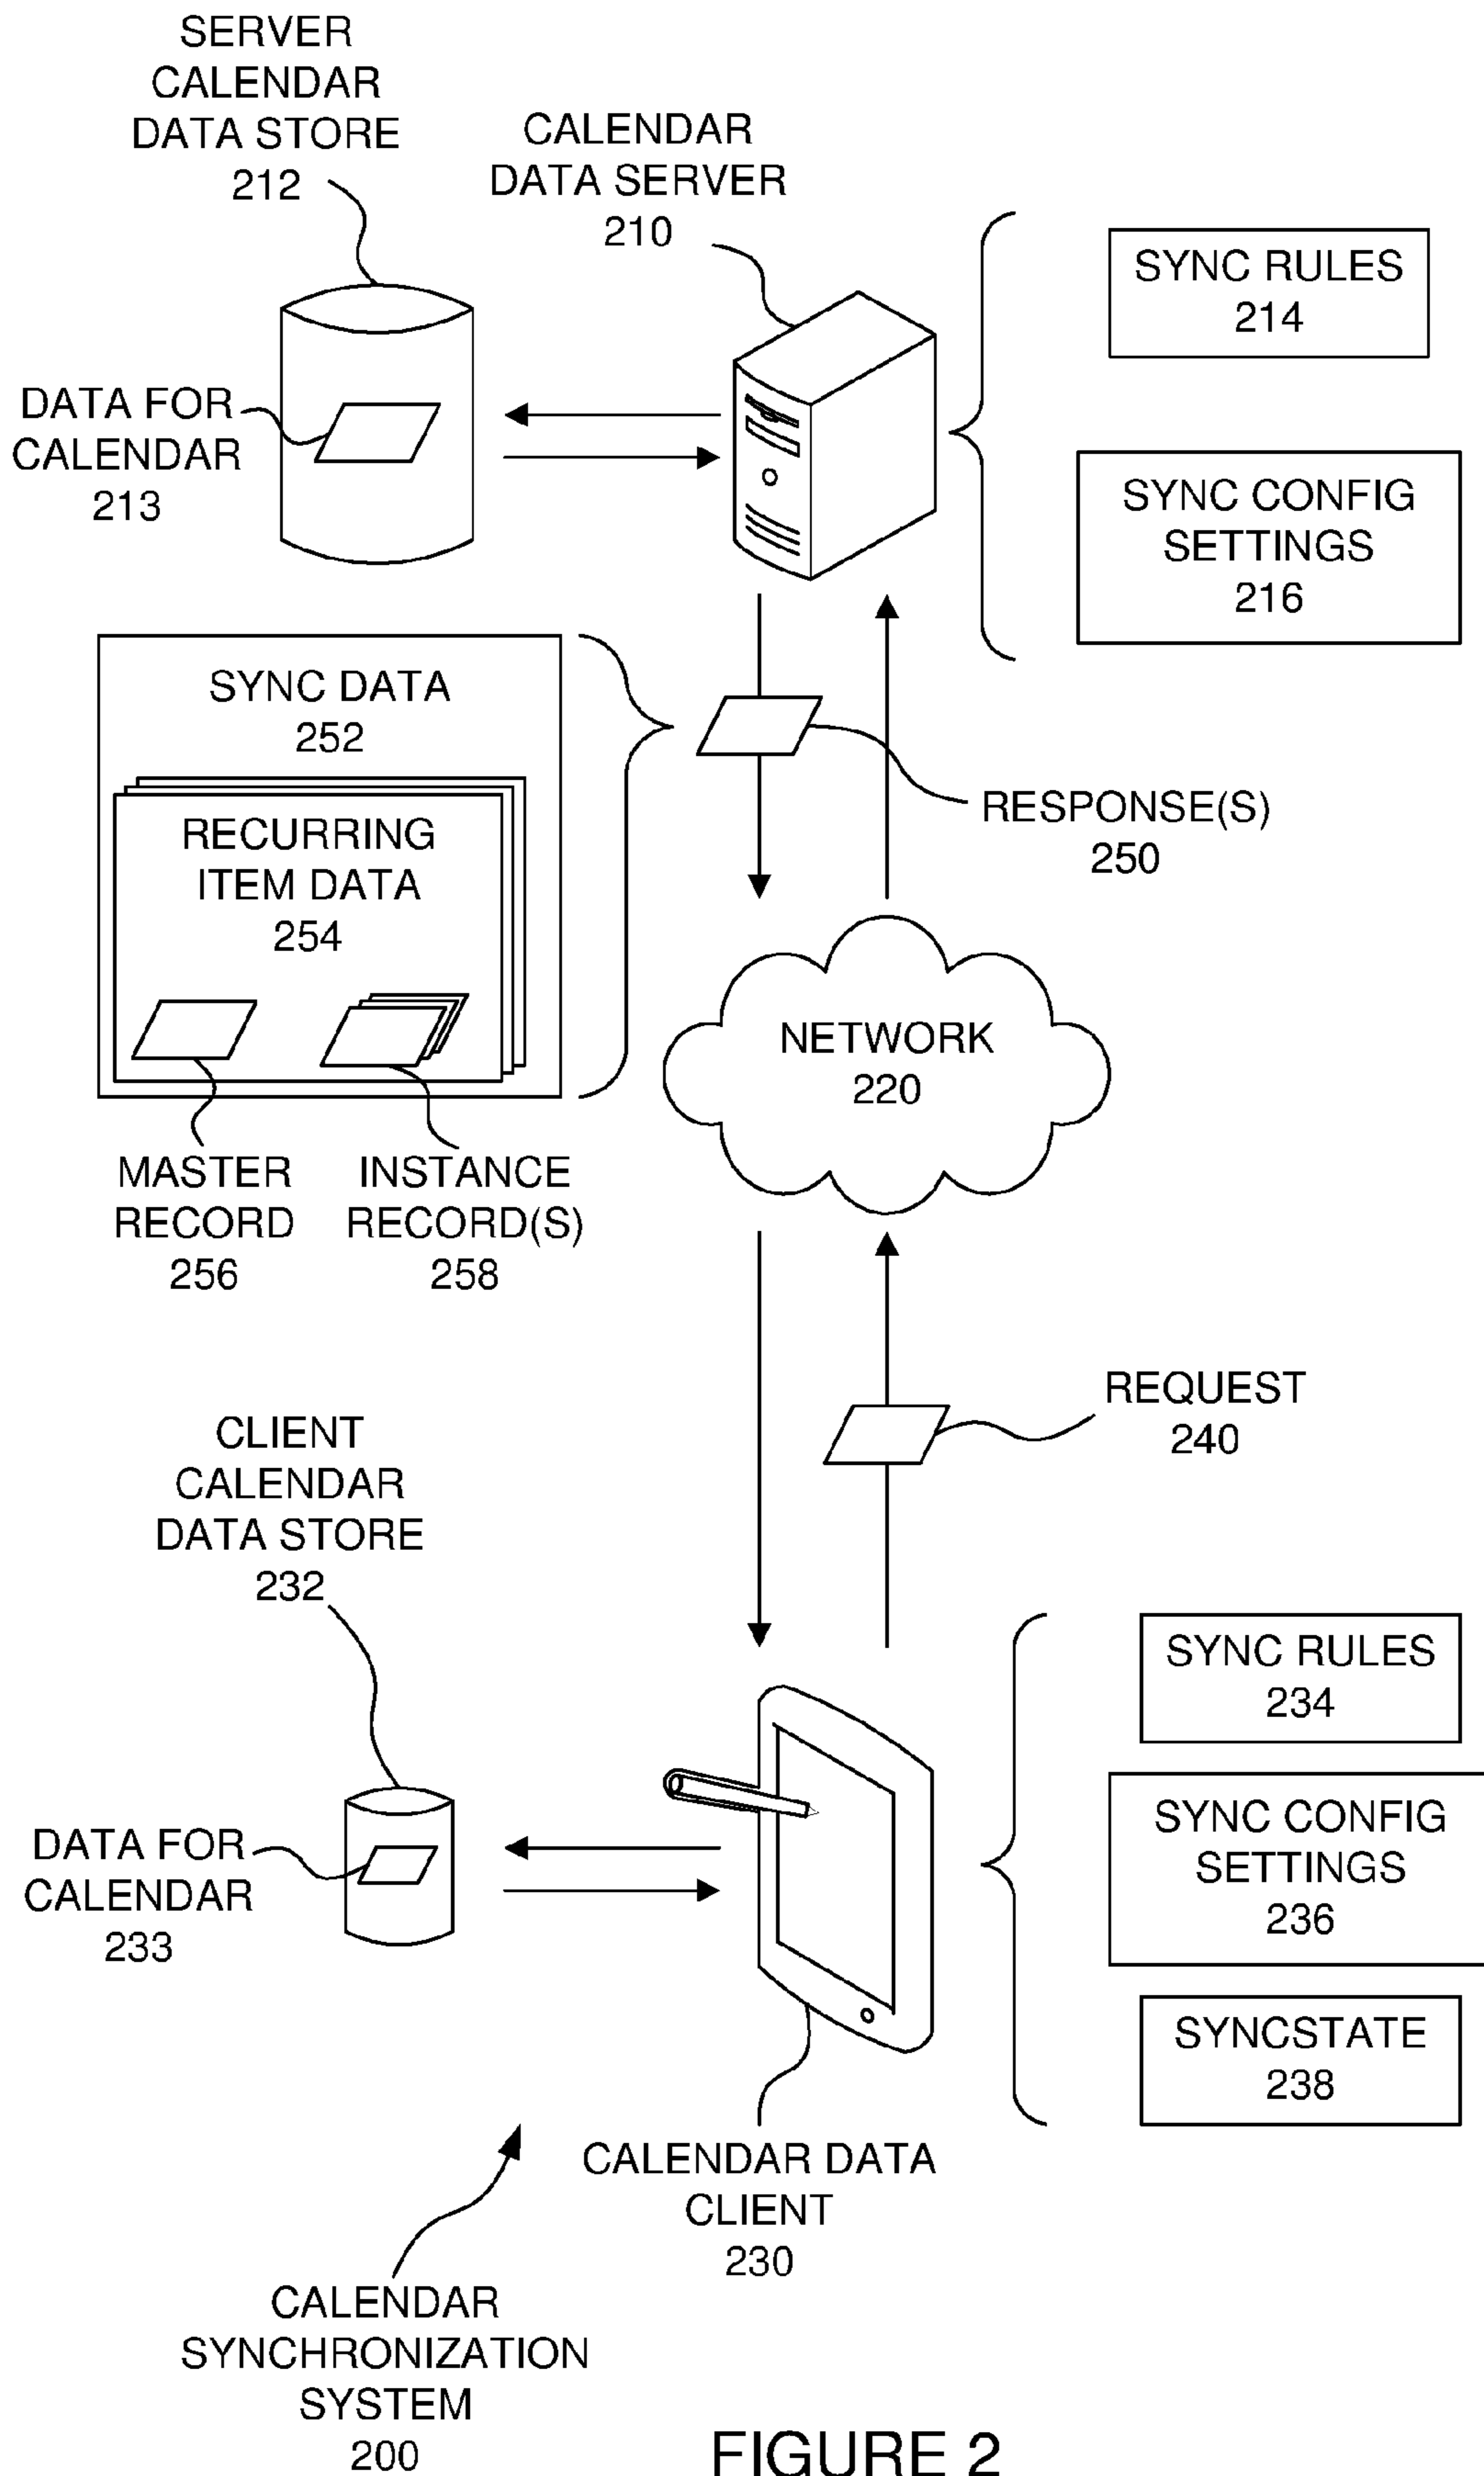 SERVER
CALENDAR
DATA STORE
212
CALENDAR
DATA SERVER
210
SYNC RULES
214
DATA FOR
CALENDAR
213
SYNC CONFIG
SETTINGS
216
SYNC DATA
252
RECURRING
ITEM DATA
254
RESPONSE(S)
250
NETWORK
220
MASTER
RECORD
256
INSTANCE
RECORD(S)
258
REQUEST
240
CLIENT
CALENDAR
DATA STORE
232
SYNC RULES
234
DATA FOR
CALENDAR
233
SYNC CONFIG
SETTINGS
236
SYNCSTATE
238
CALENDAR DATA
CLIENT
230
CALENDAR
SYNCHRONIZATION
SYSTEM
200
FIGURE 2